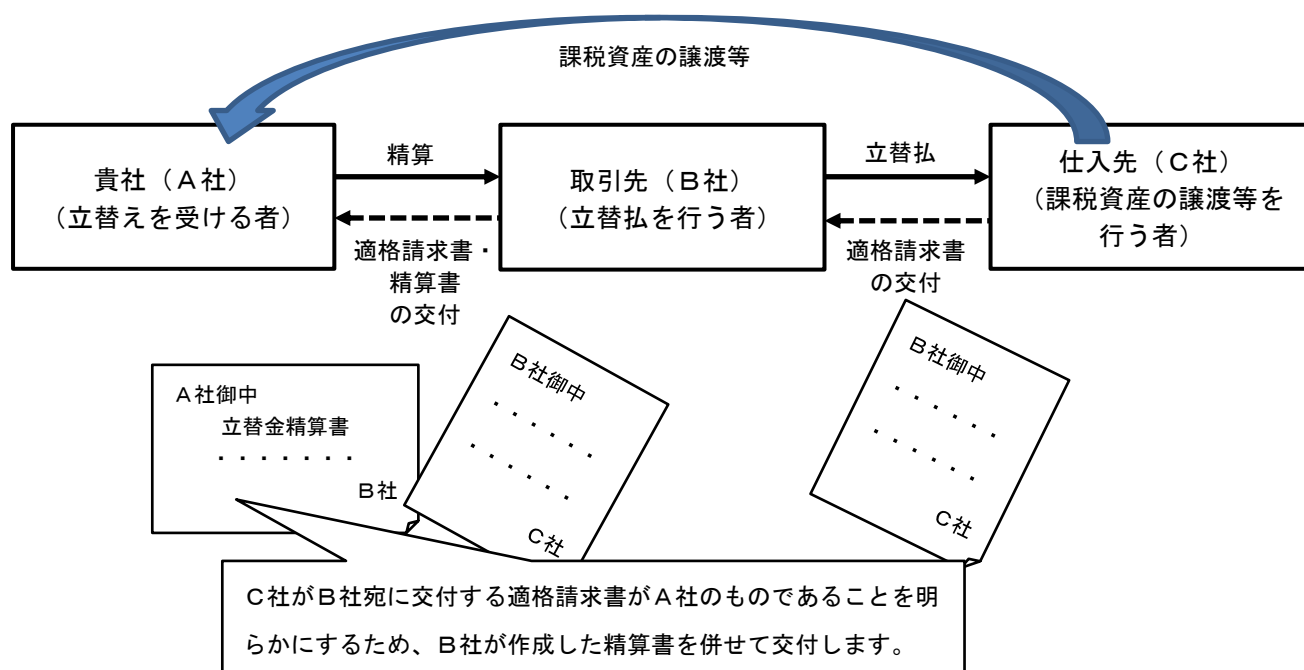 課税資産の譲渡等
貴社（Ａ社）
（立替えを受ける者）
精算
適格請求書・
精算書
の交付
取引先（Ｂ社）
（立替払を行う者）
立替払
適格請求書
の交付
仕入先（Ｃ社）
（課税資産の譲渡等を
行う者）
Ａ社御中
立替金精算書
・・・・・・・
Ｂ社
Ｂ社御中
・・・・・・
・・・・・・
Ｃ社
Ｂ社御中
・・・・・・
・・・・・・
Ｃ社
Ｃ社がＢ社宛に交付する適格請求書がＡ社のものであることを明
らかにするため、Ｂ社が作成した精算書を併せて交付します。